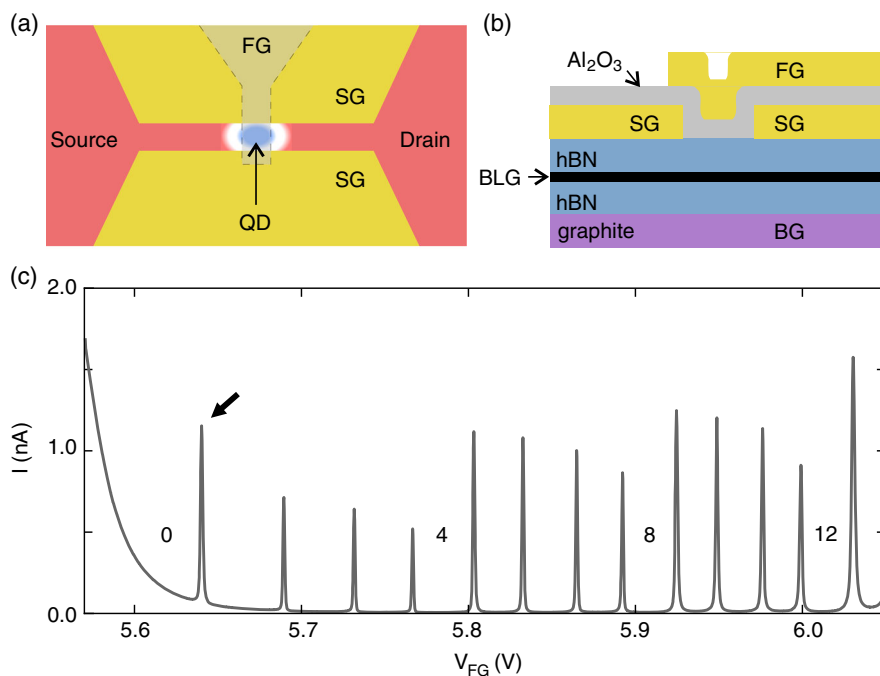 (a)
FG
SG
Source
Drain
SG
QD
(b)
Al2O3
FG
SG
SG
hBN
BLG
hBN
graphite
BG
(c)
2.0
1.0
0.0
I (nA)
0
4
8
12
5.6
5.7
5.8
5.9
6.0
VFG (V)